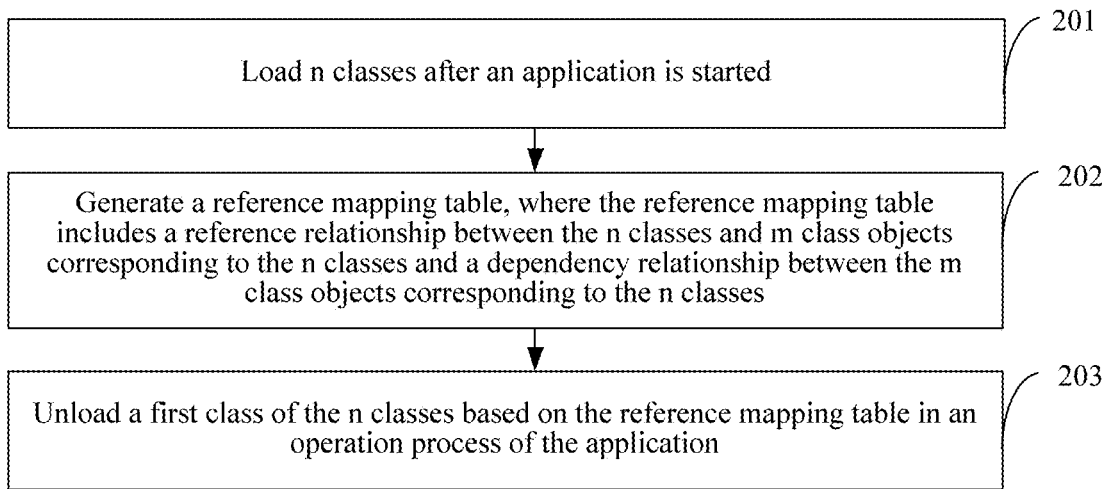 201
Load n classes after an application is started
202
Generate a reference mapping table, where the reference mapping table
includes a reference relationship between the n classes and m class objects
corresponding to the n classes and a dependency relationship between the m
class objects corresponding to the n classes
203
Unload a first class of the n classes based on the reference mapping table in an
operation process of the application